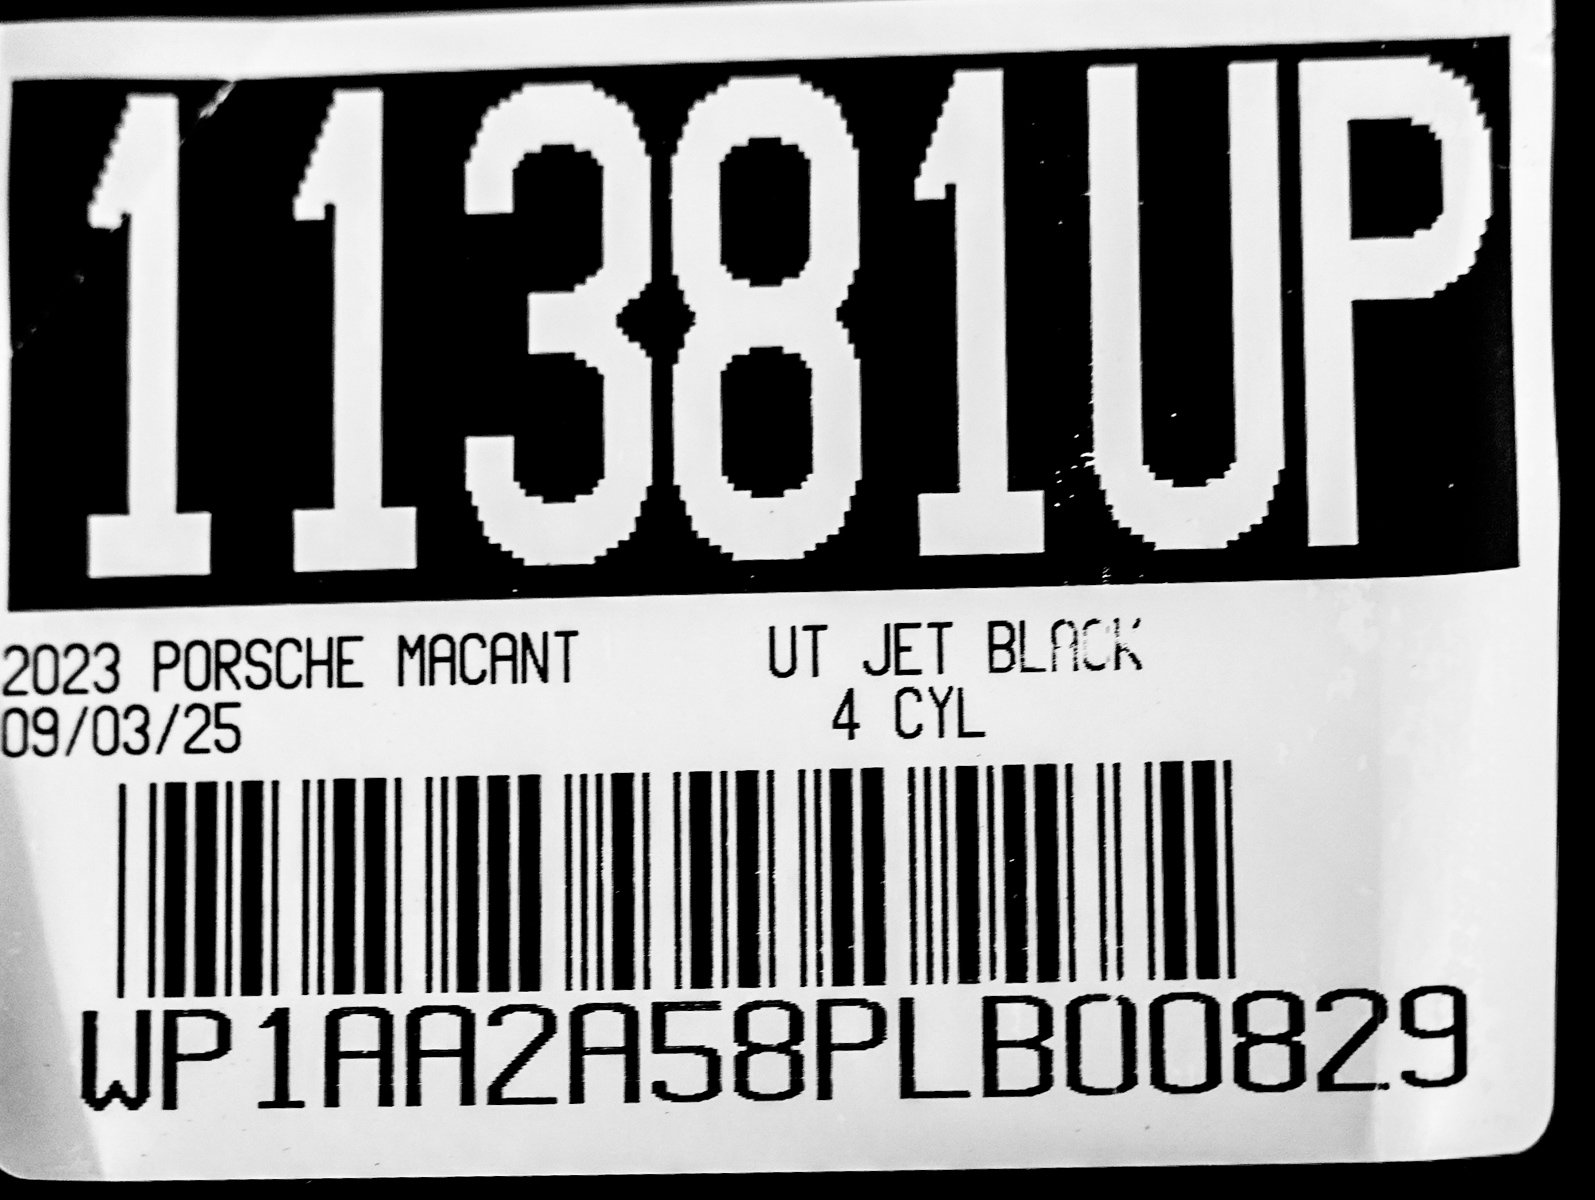 11381UP
2023 PORSCHE MACANT UT JET BLACK
09/03/25 4 CYL
WP1AA2A58PLB00829